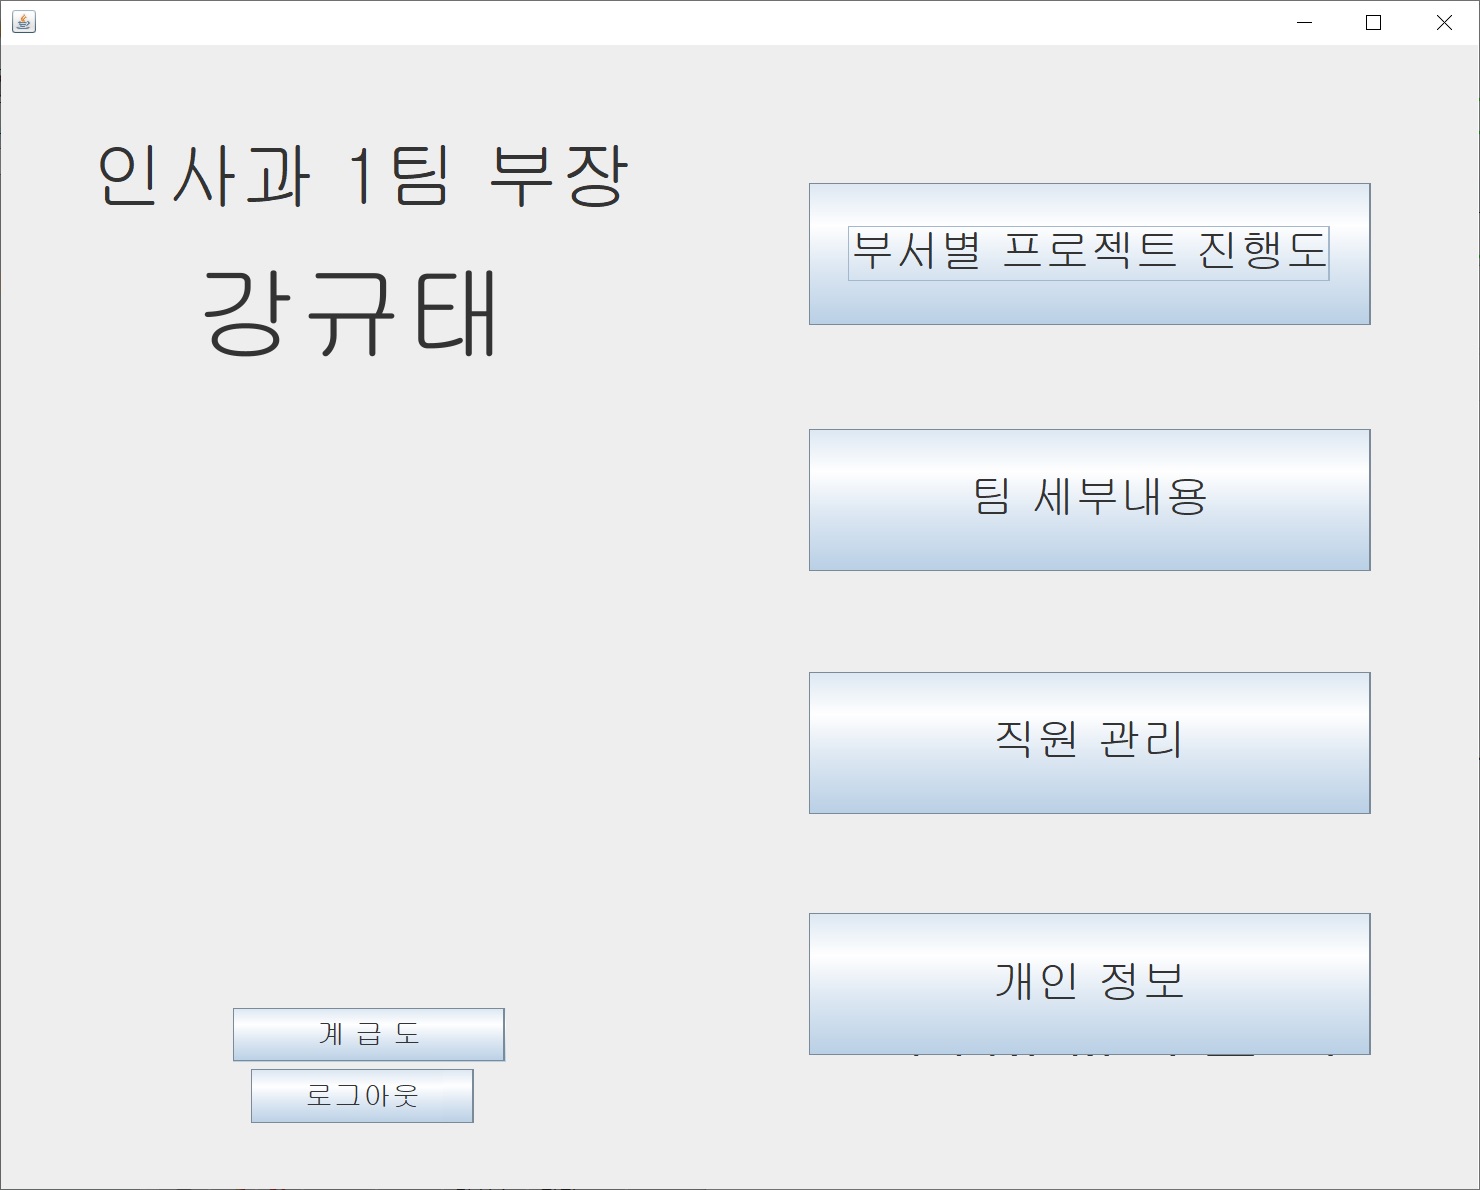 인사과 1팀 부장
강규태
부서별 프로젝트 진행도
팀 세부내용
직원 관리
개인 정보
계 급 도
로그아웃